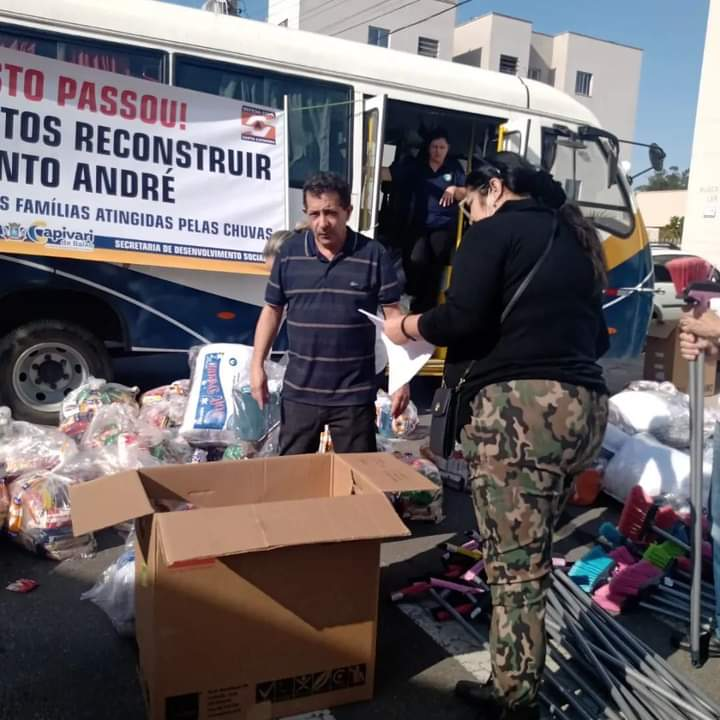 STO PASSOU!
TOS RECONSTRUIR
NTO ANDRÉ
S FAMÍLIAS ATINGIDAS PELAS CHUVAS
Capivari
SECRETARIA DE DESENVOLVIMENTO SOCIAL